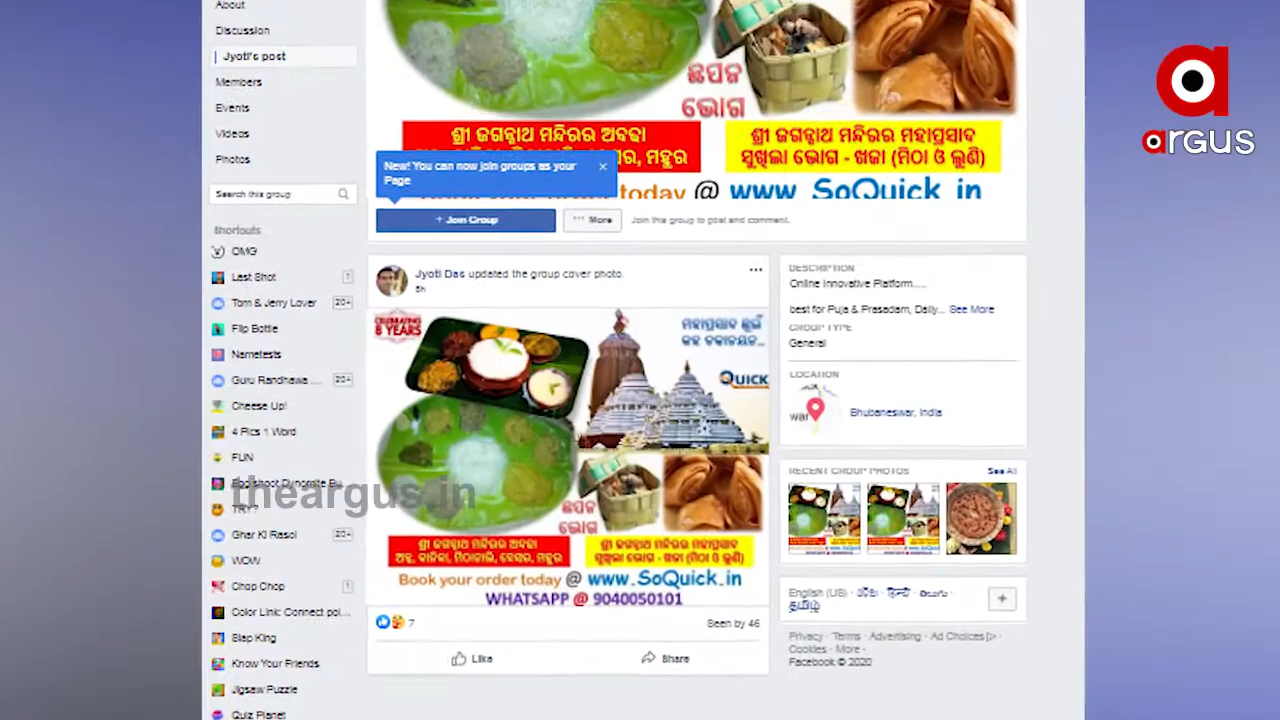 About
Discussion
Jyoti's post
Members
Events
Videos
Photos
Search this group
Shortcuts
OMG
Last Shot 1
Tom & Jerry Lover 20+
Flip Bottle
Nametests
Guru Randhawa .... 20+
Cheese Up!
4 Pics 1 Word
FUN
TRY?
Ghar Ki Rasoi 20+
WOW
Chop Chop 1
Color Link: Connect poi...
Slap King
Know Your Friends
Jigsaw Puzzle
Quiz Planet
ଛପନ
ଭୋଗ
ଶ୍ରୀ ଜଗନ୍ନାଥ ମନ୍ଦିରର ଅବଢା
ମହୁର
ଶ୍ରୀ ଜଗନ୍ନାଥ ମନ୍ଦିରର ମହାପ୍ରସାଦ
ସୁଖିଲା ଭୋଗ - ଖଜା (ମିଠା ଓ ଲୁଣି)
today @ www.SoQuick.in
New! You can now join groups as your
Page
+ Join Group
More
Join this group to post and comment.
Jyoti Das updated the group cover photo.
5h
CELEBRATING
8 YEARS
ମହାପ୍ରସାଦ
QUICK
ଛପନ
ଭୋଗ
ଶ୍ରୀ ଜଗନ୍ନାଥ ମନ୍ଦିରର ଅବଢା
ମହୁର
ଶ୍ରୀ ଜଗନ୍ନାଥ ମନ୍ଦିରର ମହାପ୍ରସାଦ
ସୁଖିଲା ଭୋଗ - ଖଜା (ମିଠା ଓ ଲୁଣି)
Book your order today @ www.SoQuick.in
WHATSAPP @ 9040050101
7
Seen by 46
Like
Share
DESCRIPTION
Online Innovative Platform.....
best for Puja & Prasadam, Daily... See More
GROUP TYPE
General
LOCATION
war
Bhubaneswar, India
RECENT GROUP PHOTOS
See All
English (US) · ଓଡ଼ିଆ · हिन्दी · తెలుగు ·
தமிழ்
+
Privacy · Terms · Advertising · Ad Choices ·
Cookies · More ·
Facebook © 2020
theargus.in
a
argus